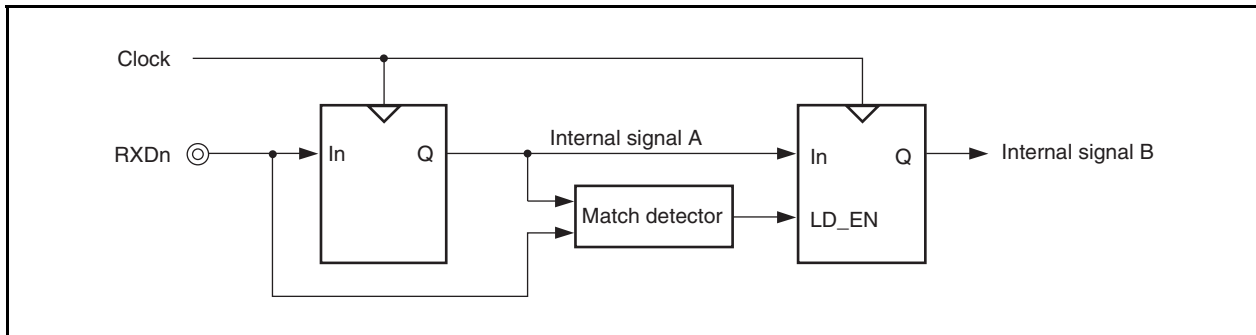 Clock
RXDn
In
Q
Internal signal A
Match detector
In
Q
LD_EN
Internal signal B